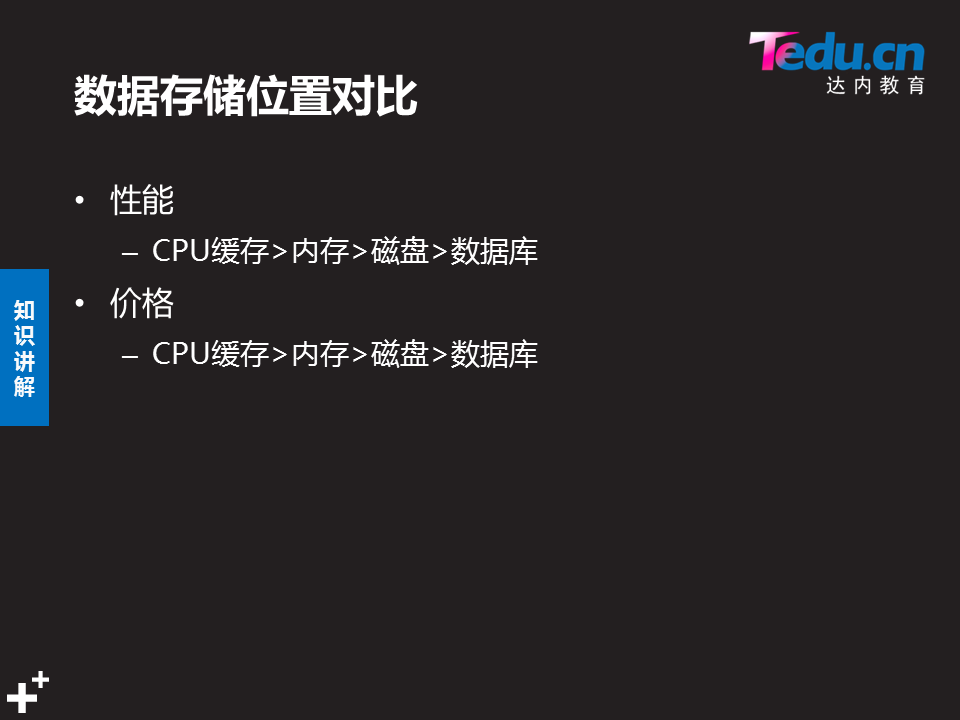 Tedu.cn
达内教育
数据存储位置对比
• 性能
– CPU缓存>内存>磁盘>数据库
• 价格
– CPU缓存>内存>磁盘>数据库
知识讲解